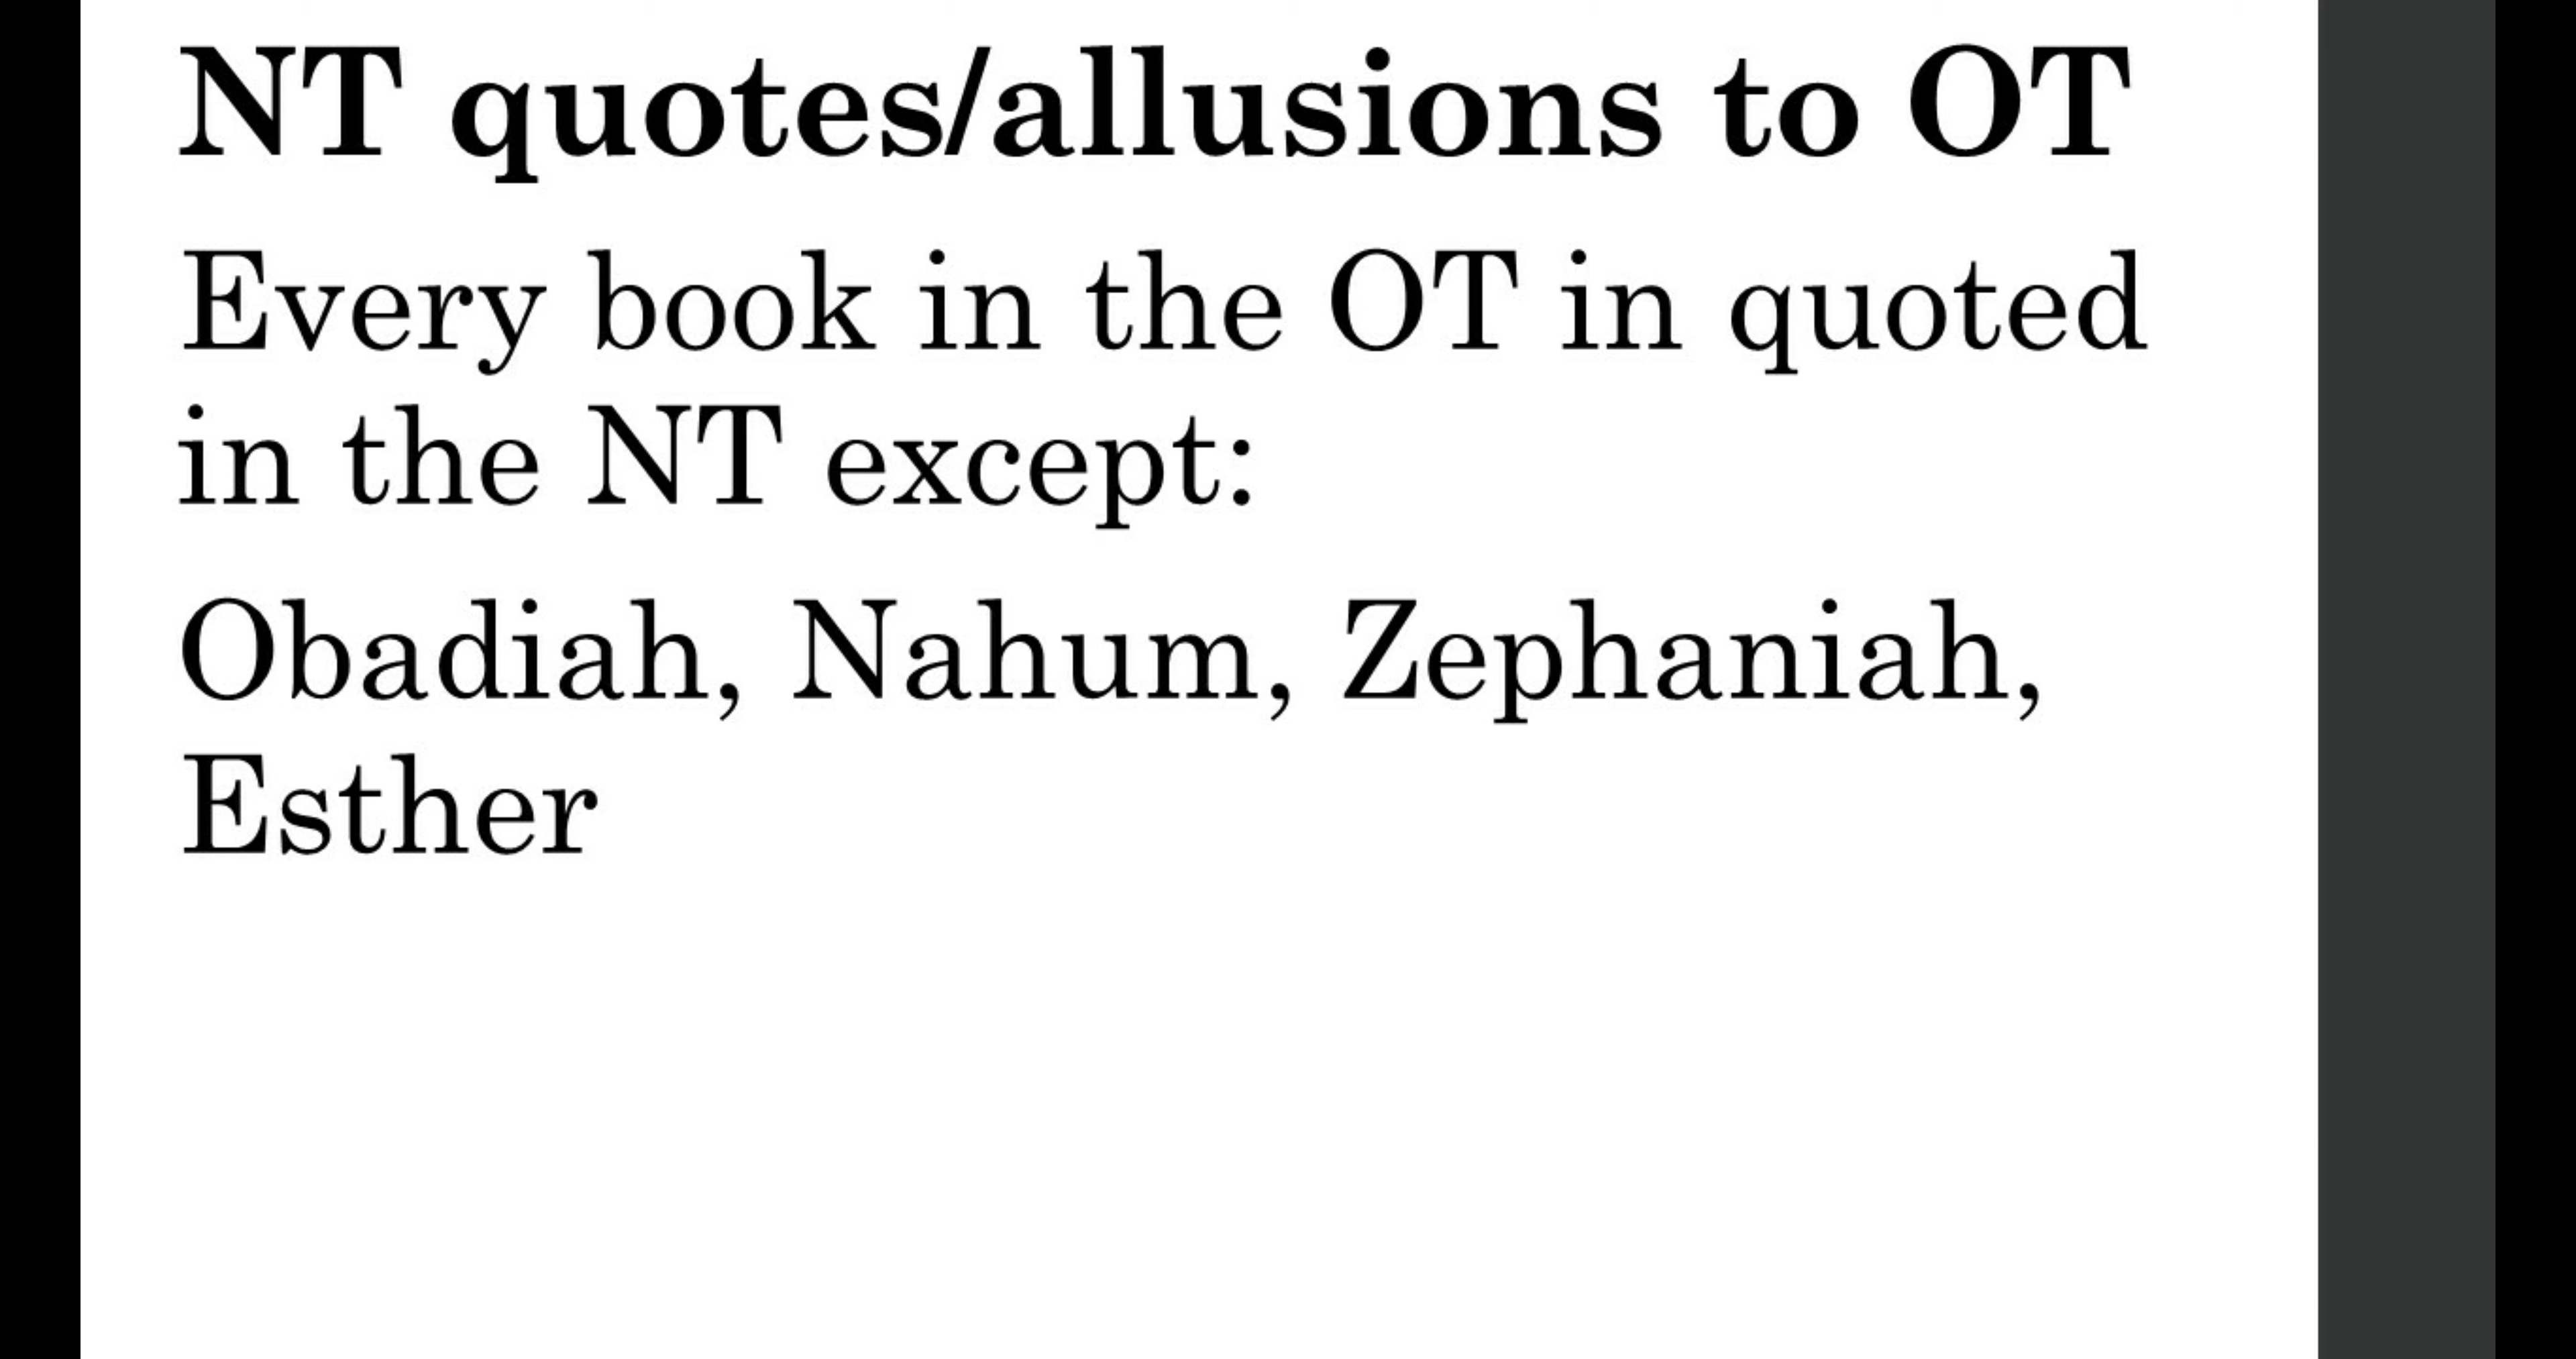 NT quotes/allusions to OT
Every book in the OT in quoted
in the NT except:
Obadiah, Nahum, Zephaniah,
Esther